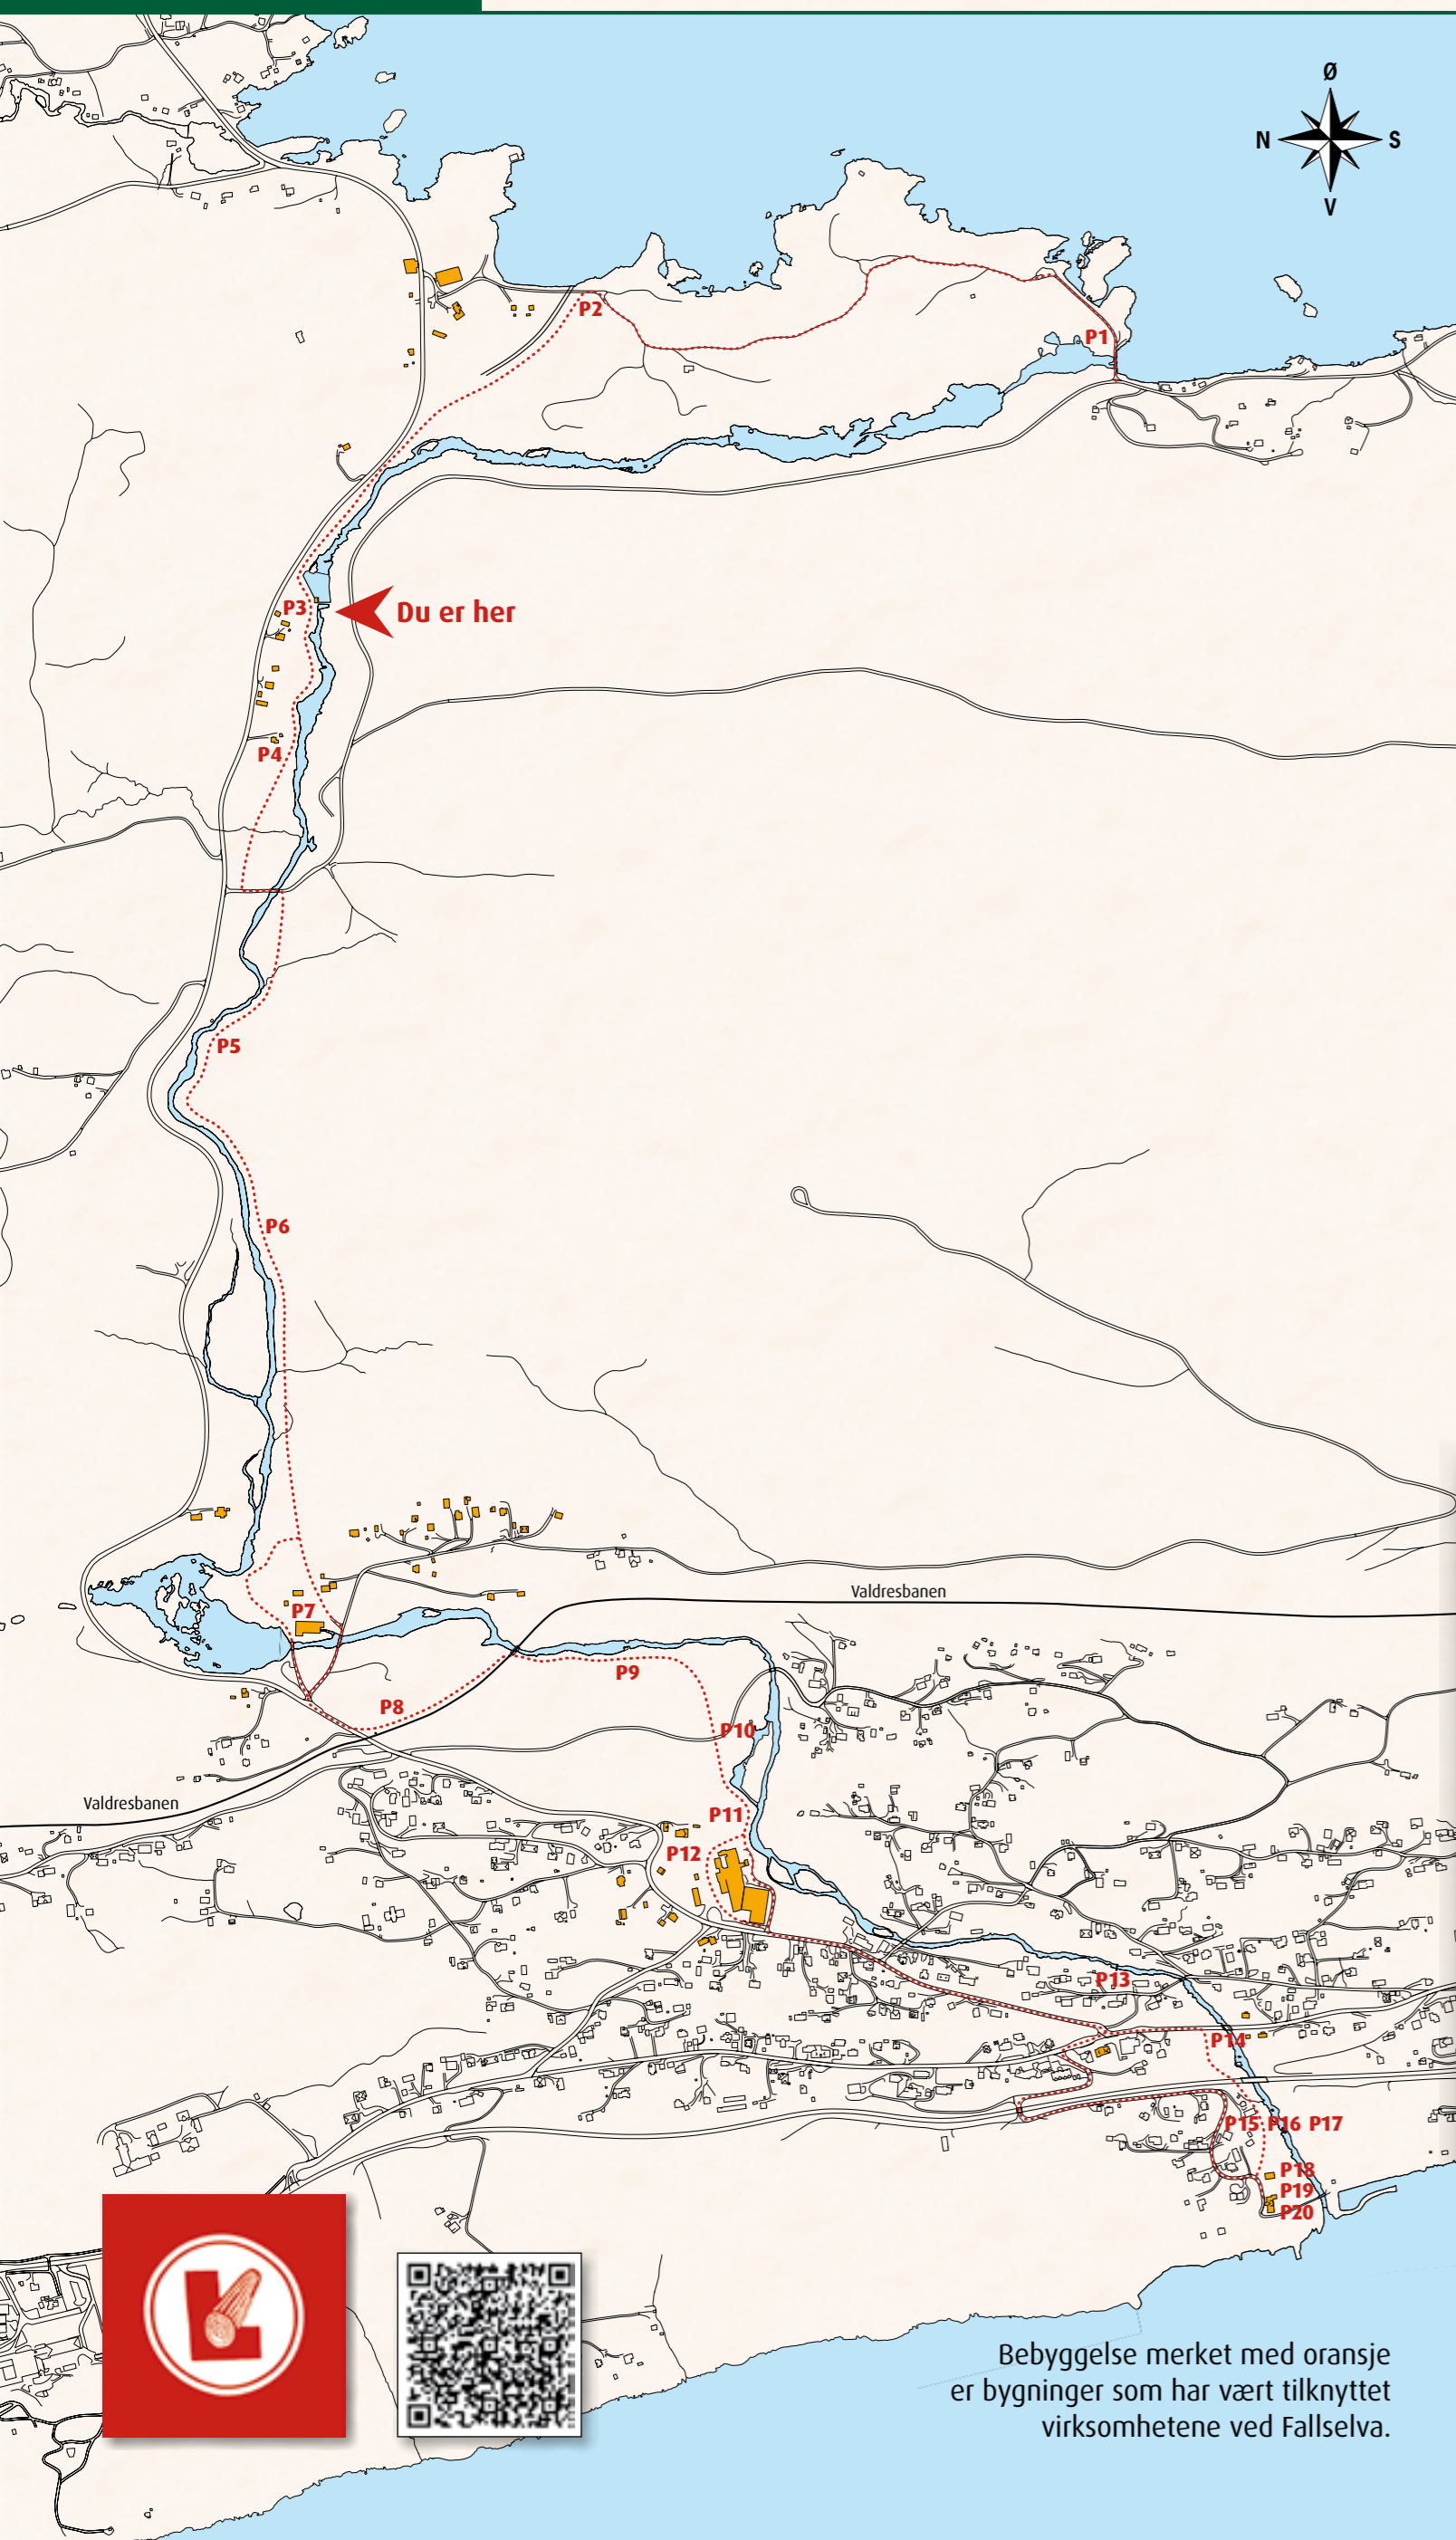 Ø
N
S
V
P2
P1
P3
Du er her
P4
P5
P6
Valdresbanen
P7
P9
P8
P10
Valdresbanen
P11
P12
P13
P14
P15 P16 P17
P18
P19
P20
L
Bebyggelse merket med oransje
er bygninger som har vært tilknyttet
virksomhetene ved Fallselva.